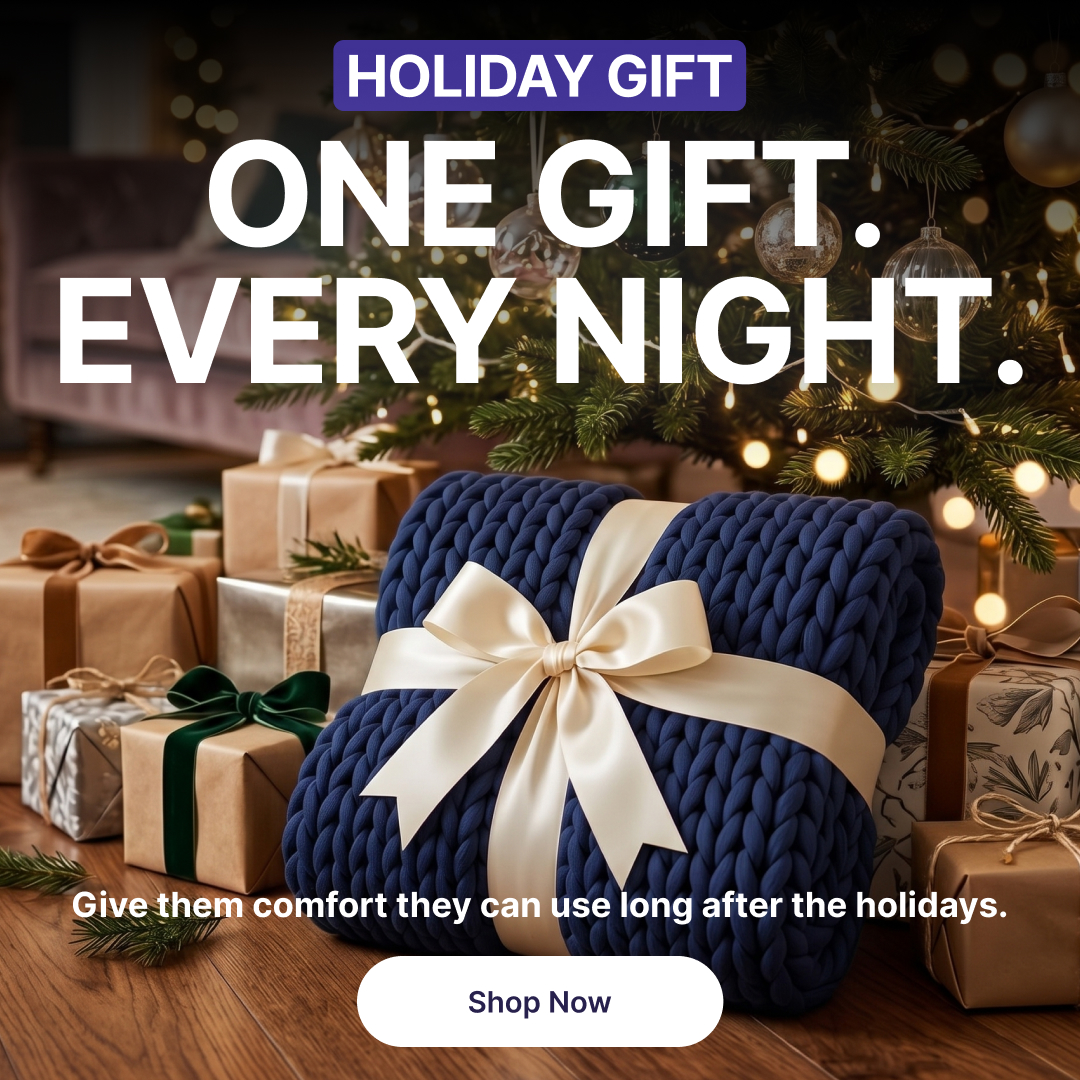 HOLIDAY GIFT
ONE GIFT.
EVERY NIGHT.
Give them comfort they can use long after the holidays.
Shop Now